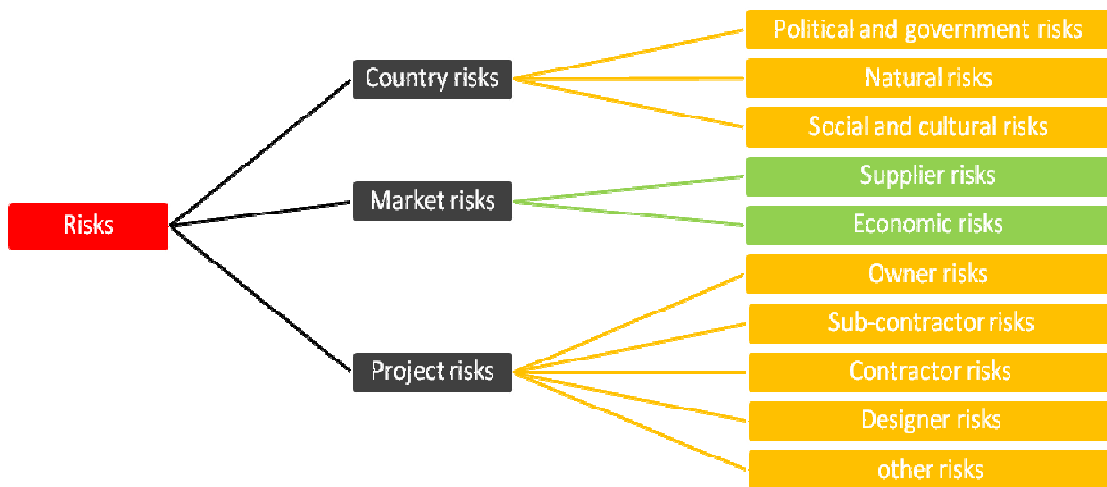 Risks
Country risks
Political and government risks
Natural risks
Social and cultural risks
Market risks
Supplier risks
Economic risks
Project risks
Owner risks
Sub-contractor risks
Contractor risks
Designer risks
other risks